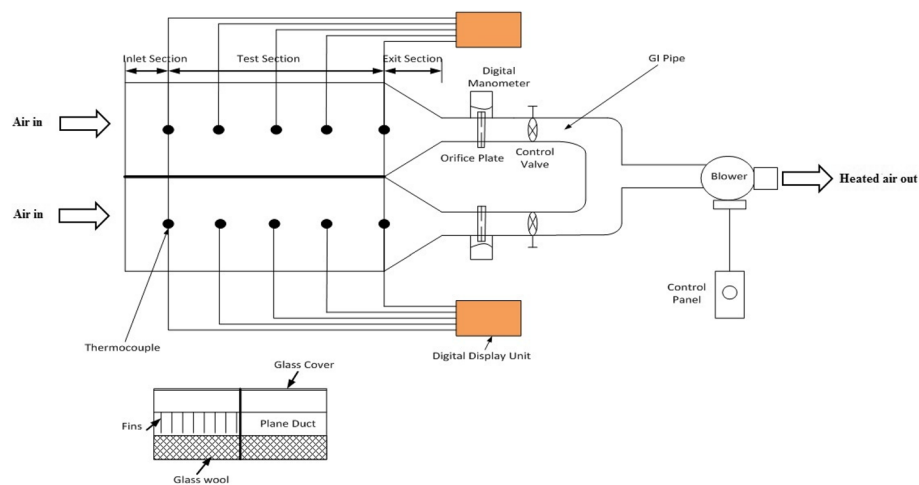 Inlet Section
Test Section
Exit Section
Digital
Manometer
GI Pipe
Air in
Orifice Plate
Control
Valve
Blower
Heated air out
Air in
Control
Panel
Thermocouple
Digital Display Unit
Glass Cover
Fins
Plane Duct
Glass wool